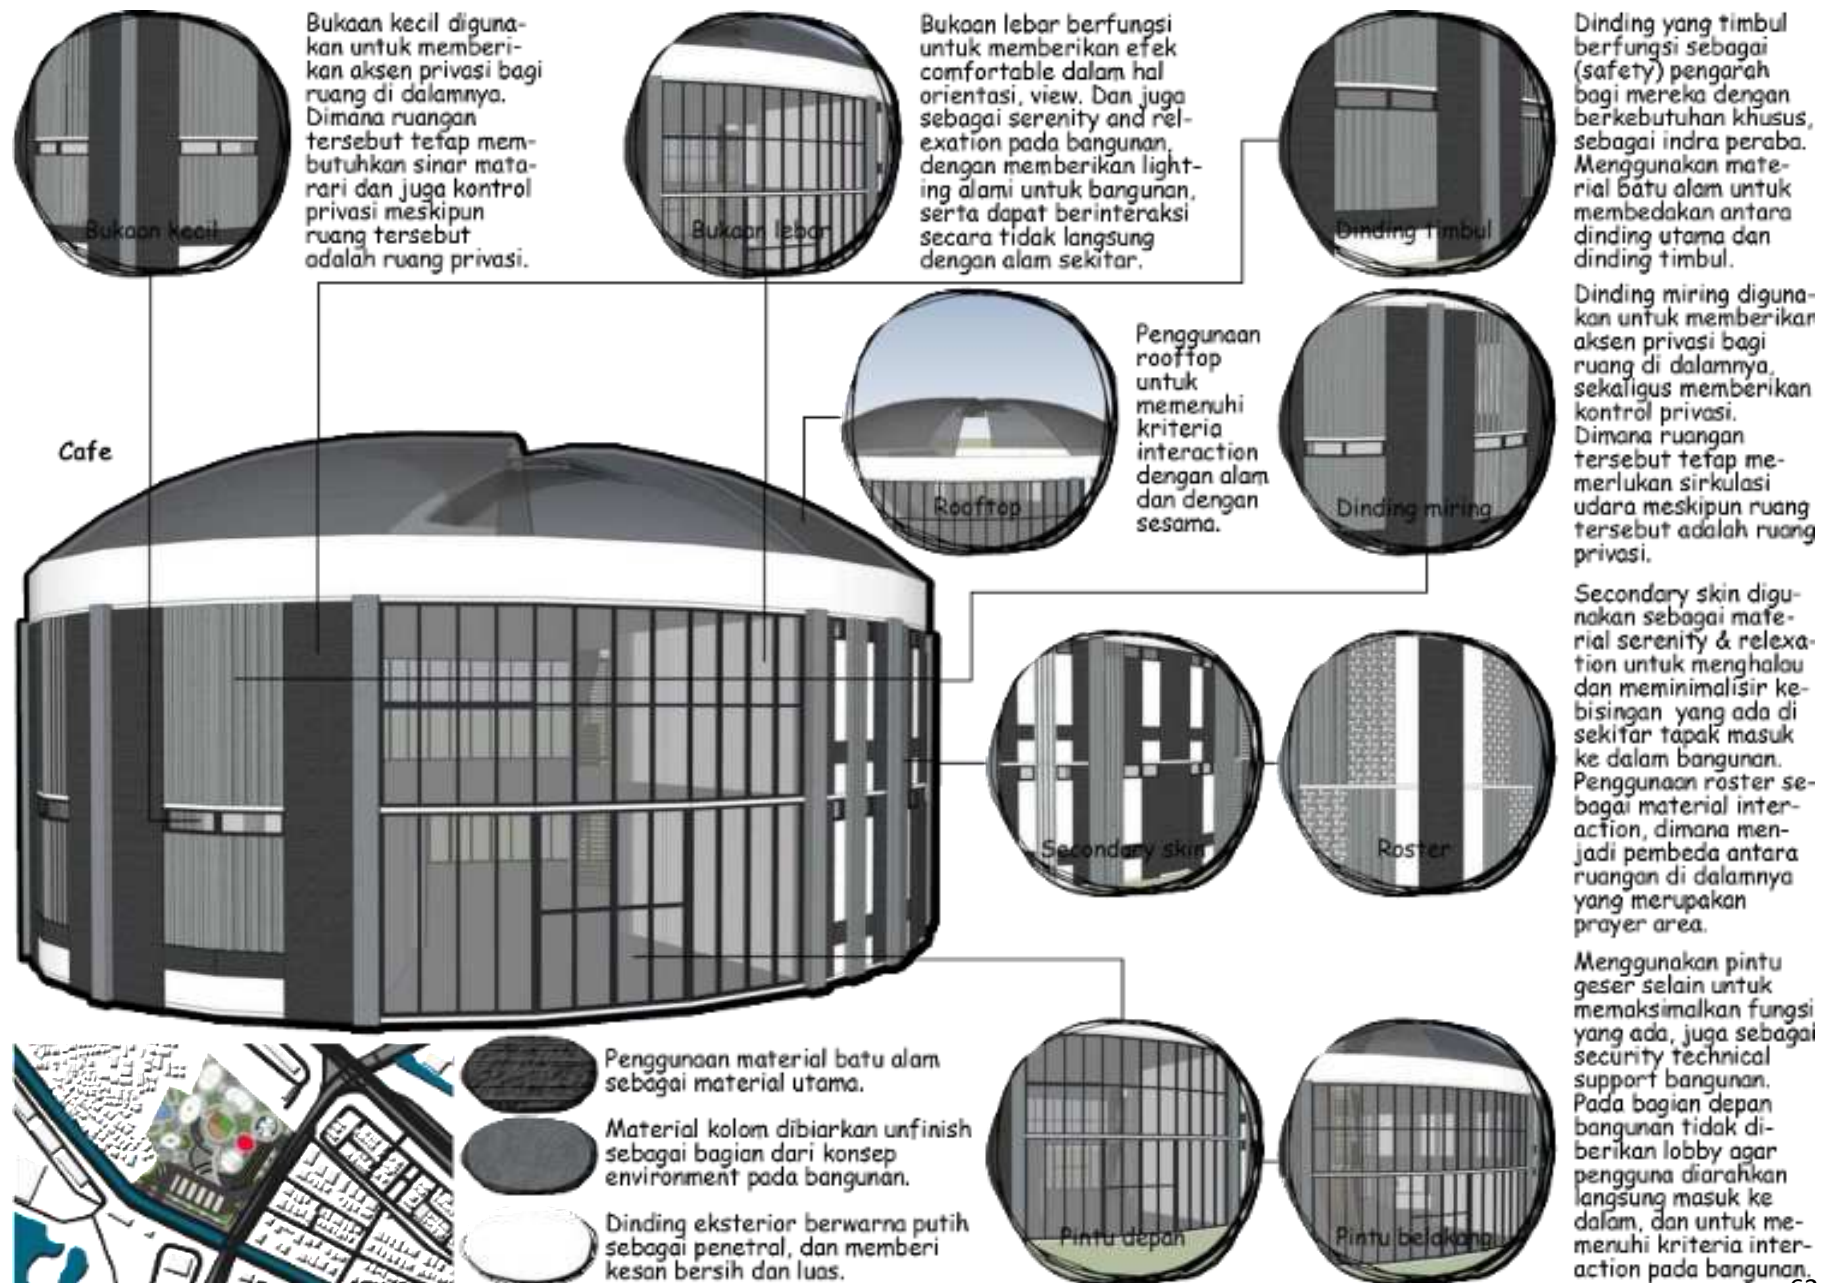 Bukaan kecil diguna-
kan untuk memberi-
kan aksen privasi bagi
ruang di dalamnya.
Dimana ruangan
tersebut tetap mem-
butuhkan sinar mata-
rari dan juga kontrol
privasi meskipun
ruang tersebut
adalah ruang privasi.
Bukaan kecil
Bukaan lebar berfungsi
untuk memberikan efek
comfortable dalam hal
orientasi, view. Dan juga
sebagai serenity and rel-
exation pada bangunan,
dengan memberikan light-
ing alami untuk bangunan,
serta dapat berinteraksi
secara tidak langsung
dengan alam sekitar.
Bukaan lebar
Dinding yang timbul
berfungsi sebagai
(safety) pengarah
bagi mereka dengan
berkebutuhan khusus,
sebagai indra peraba.
Menggunakan mate-
rial batu alam untuk
membedakan antara
dinding utama dan
dinding timbul.
Dinding timbul
Penggunaan
rooftop
untuk
memenuhi
kriteria
interaction
dengan alam
dan dengan
sesama.
Rooftop
Dinding miring diguna-
kan untuk memberikan
aksen privasi bagi
ruang di dalamnya,
sekaligus memberikan
kontrol privasi.
Dimana ruangan
tersebut tetap me-
merlukan sirkulasi
udara meskipun ruang
tersebut adalah ruang
privasi.
Dinding miring
Cafe
Secondary skin digu-
nakan sebagai mate-
rial serenity & relexa-
tion untuk menghalau
dan meminimalisir ke-
bisingan yang ada di
sekitar tapak masuk
ke dalam bangunan.
Penggunaan roster se-
bagai material inter-
action, dimana men-
jadi pembeda antara
ruangan di dalamnya
yang merupakan
prayer area.
Secondary skin
Roster
Menggunakan pintu
geser selain untuk
memaksimalkan fungsi
yang ada, juga sebagai
security technical
support bangunan.
Pada bagian depan
bangunan tidak di-
berikan lobby agar
pengguna diarahkan
langsung masuk ke
dalam, dan untuk me-
menuhi kriteria inter-
action pada bangunan.
Pintu depan
Pintu belakang
Penggunaan material batu alam
sebagai material utama.
Material kolom dibiarkan unfinish
sebagai bagian dari konsep
environment pada bangunan.
Dinding eksterior berwarna putih
sebagai penetral, dan memberi
kesan bersih dan luas.